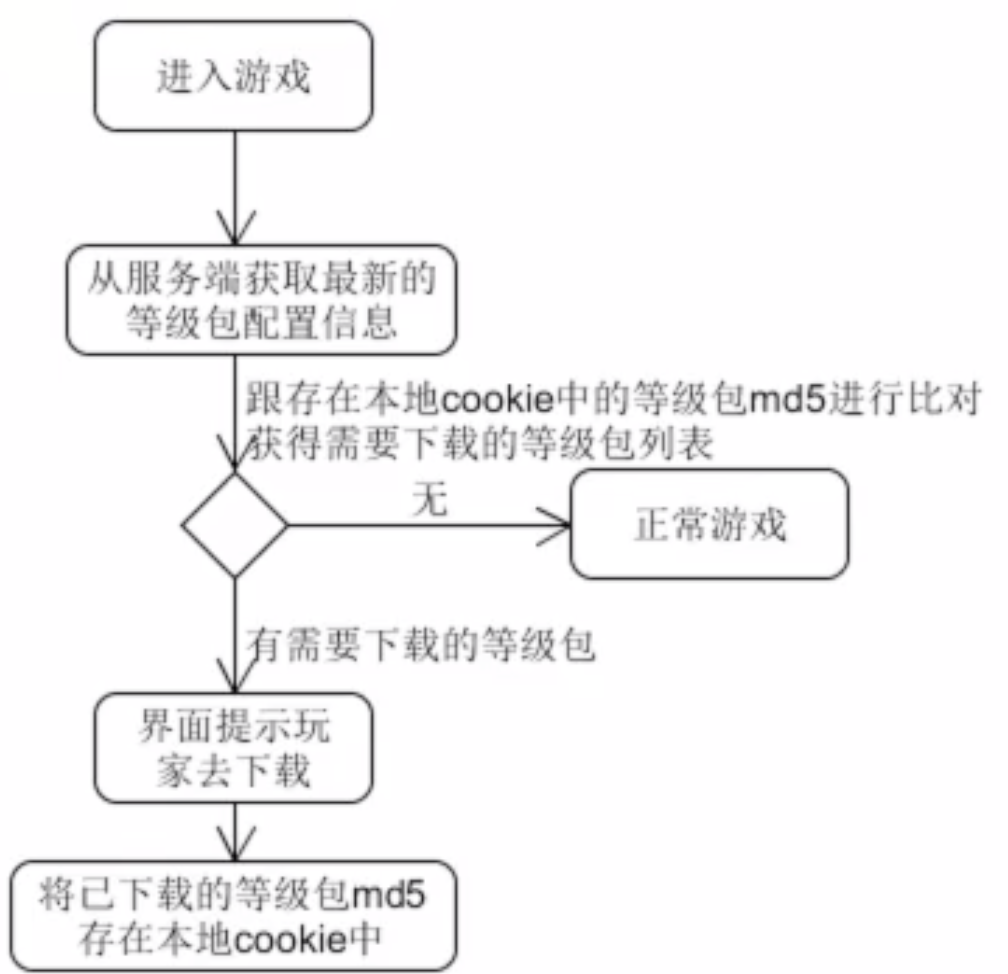 进入游戏
从服务端获取最新的
等级包配置信息
跟存在本地cookie中的等级包md5进行比对
获得需要下载的等级包列表
无
正常游戏
有需要下载的等级包
界面提示玩
家去下载
将已下载的等级包md5
存在本地cookie中